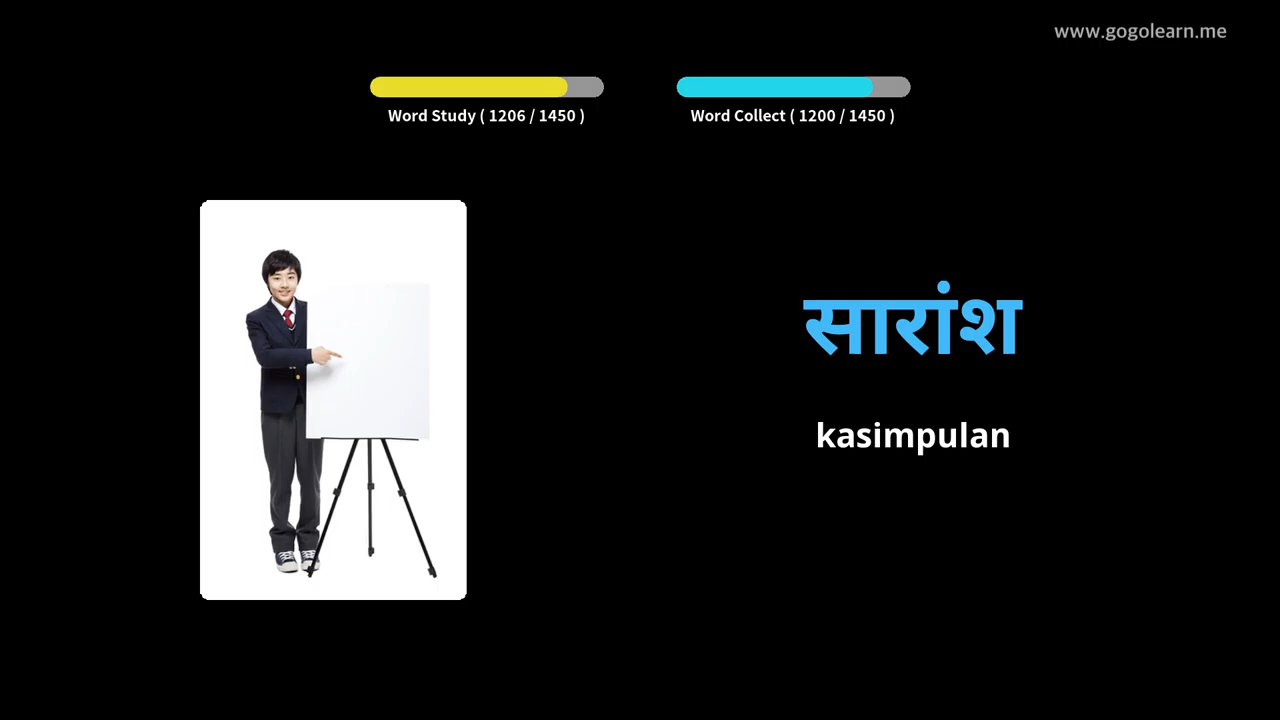 www.gogolearn.me
Word Study ( 1206 / 1450 )
Word Collect ( 1200 / 1450 )
सारांश
kasimpulan